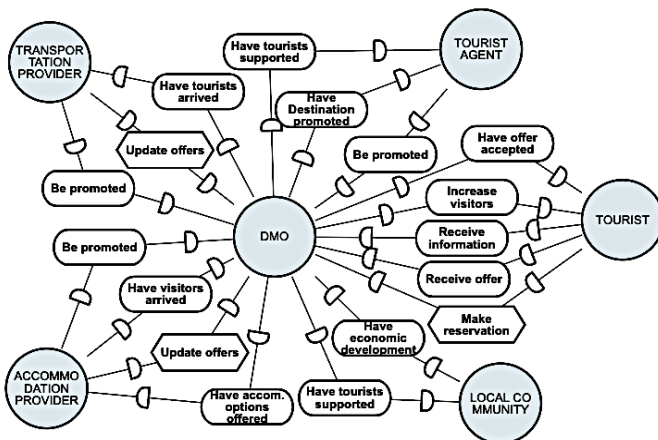 TRANSPOR
TATION
PROVIDER
Have tourists
supported
TOURIST
AGENT
Have tourists
arrived
Have
Destination
promoted
Have offer
accepted
Update offers
Be promoted
Be promoted
Increase
visitors
TOURIST
DMO
Receive
information
Be promoted
Receive offer
Have visitors
arrived
Make
reservation
Update offers
Have
economic
development
ACCOMMO
DATION
PROVIDER
Have accom.
options
offered
Have tourists
supported
LOCAL CO
MMUNITY